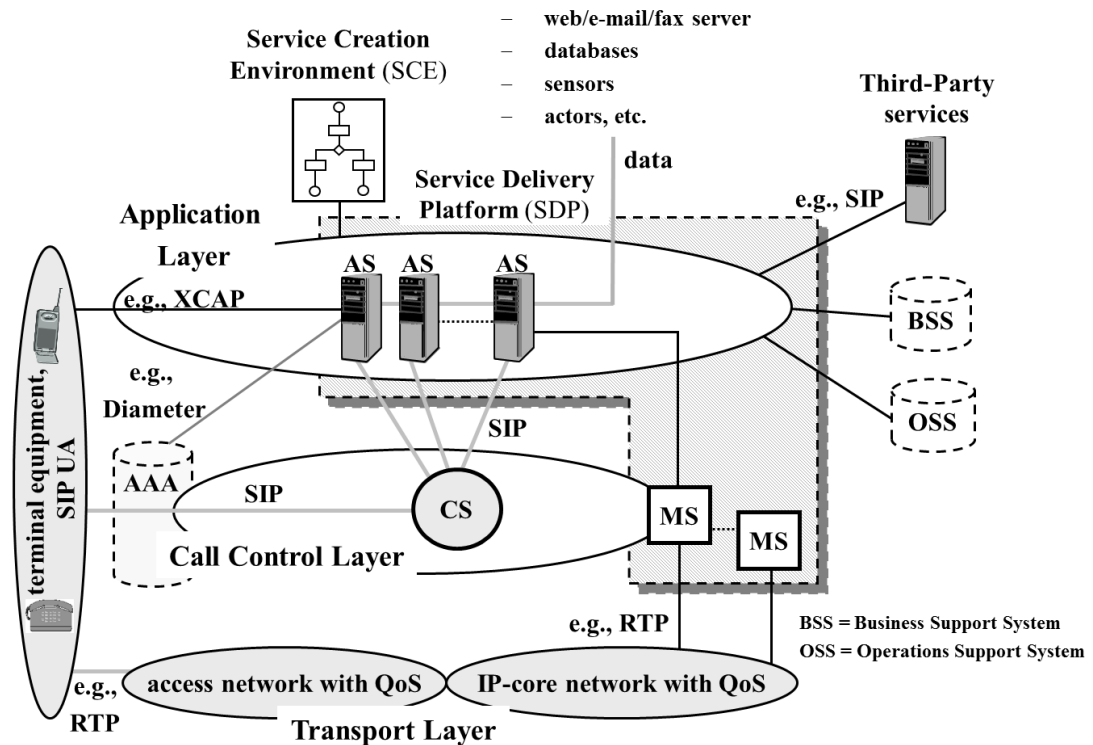 – web/e-mail/fax server
– databases
– sensors
– actors, etc.
Service Creation
Environment (SCE)
Third-Party
services
data
Service Delivery
Platform (SDP)
e.g., SIP
Application
Layer
AS
AS
AS
e.g., XCAP
BSS
e.g.,
Diameter
OSS
SIP
terminal equipment,
SIP UA
AAA
SIP
CS
MS
MS
Call Control Layer
e.g., RTP
BSS = Business Support System
OSS = Operations Support System
e.g.,
RTP
access network with QoS
IP-core network with QoS
Transport Layer